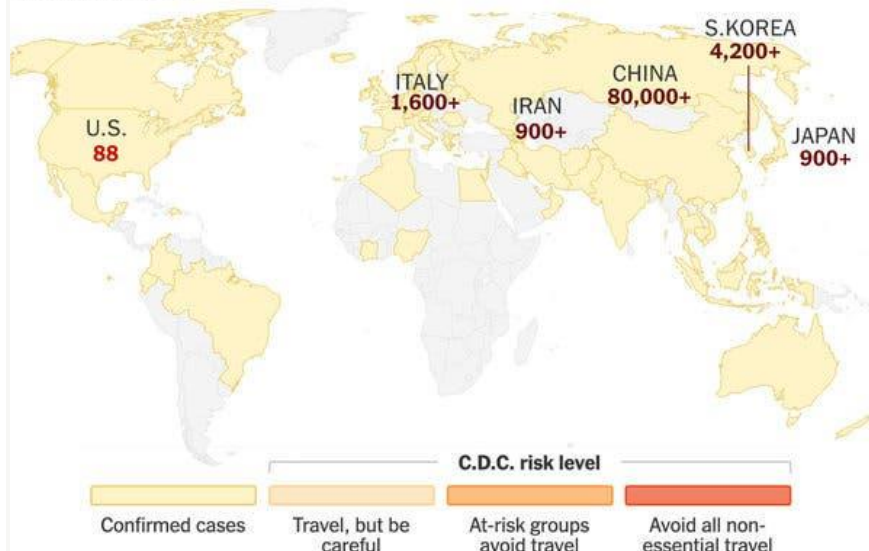 S.KOREA
4,200+
ITALY
1,600+
CHINA
80,000+
IRAN
900+
U.S.
88
JAPAN
900+
C.D.C. risk level
Confirmed cases
Travel, but be
careful
At-risk groups
avoid travel
Avoid all non-
essential travel